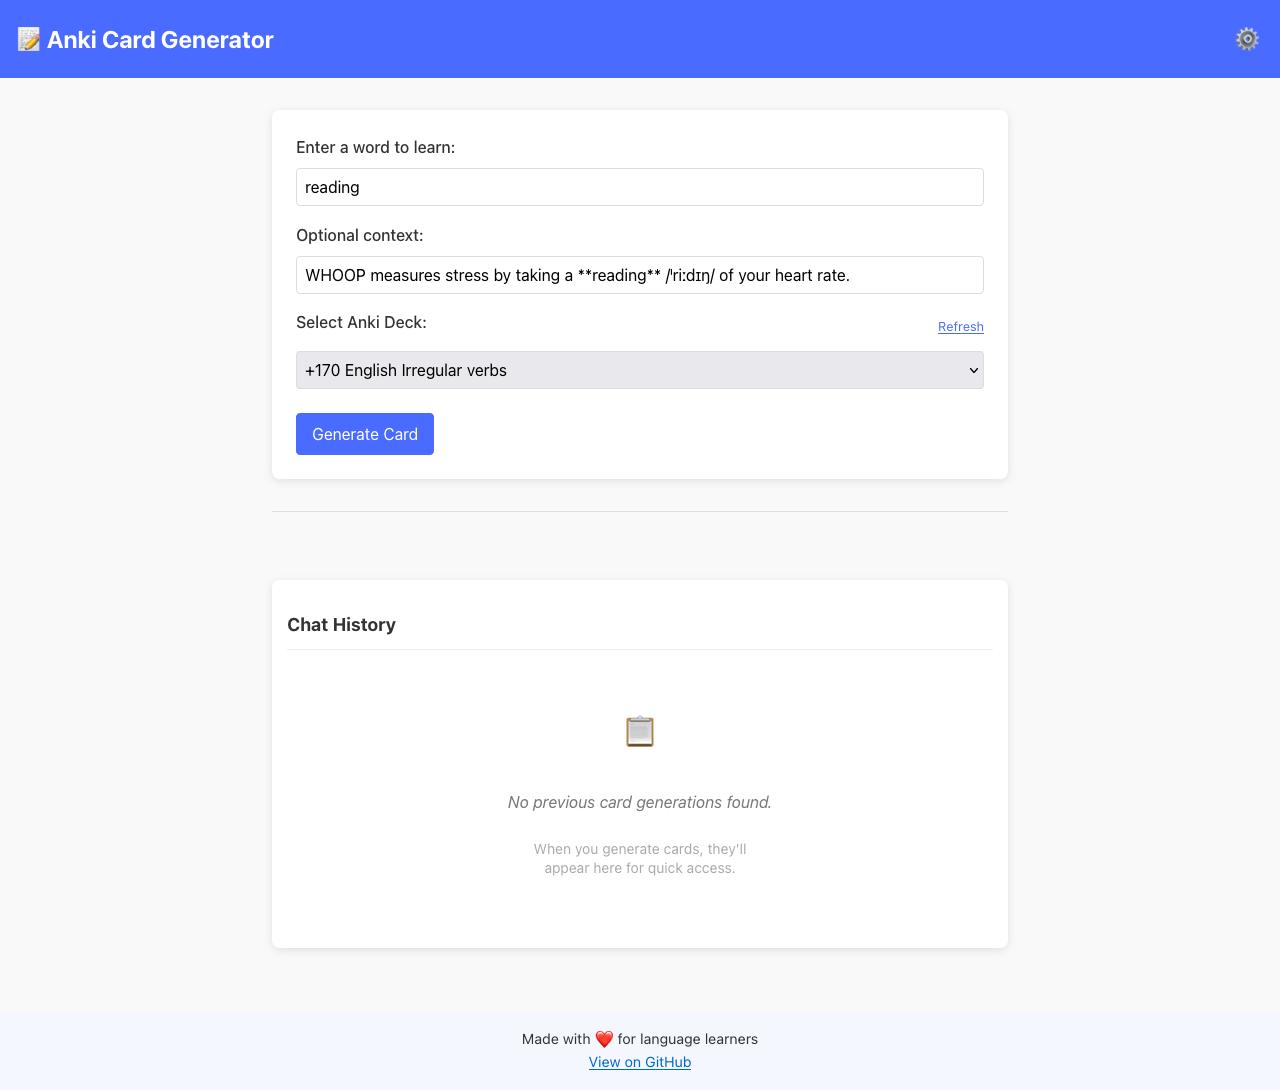 📝 Anki Card Generator
⚙️
Enter a word to learn:
reading
Optional context:
WHOOP measures stress by taking a **reading** /ˈriːdɪŋ/ of your heart rate.
Select Anki Deck:
Refresh
+170 English Irregular verbs
Generate Card
Chat History
📋
No previous card generations found.
When you generate cards, they'll
appear here for quick access.
Made with ❤️ for language learners
View on GitHub